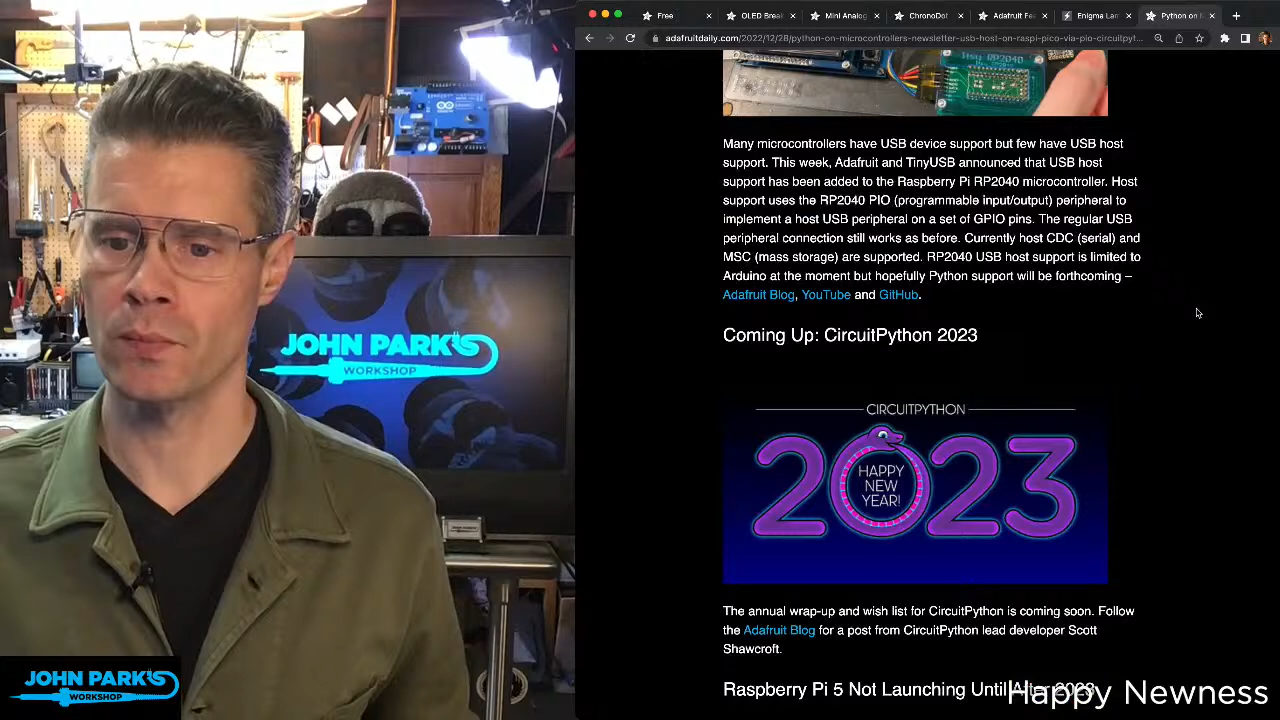 Free
OLED Brea
Mini Analog
ChromaDe
Adafruit Fe
Enigma La
Python on
adafruitdaily.com/2022/12/28/python-on-microcontrollers-newsletter-usb-host-on-raspi-pico-via-pio-circuitpy
RP2040
Many microcontrollers have USB device support but few have USB host
support. This week, Adafruit and TinyUSB announced that USB host
support has been added to the Raspberry Pi RP2040 microcontroller. Host
support uses the RP2040 PIO (programmable input/output) peripheral to
implement a host USB peripheral on a set of GPIO pins. The regular USB
peripheral connection still works as before. Currently host CDC (serial) and
MSC (mass storage) are supported. RP2040 USB host support is limited to
Arduino at the moment but hopefully Python support will be forthcoming –
Adafruit Blog, YouTube and GitHub.
Coming Up: CircuitPython 2023
CIRCUITPYTHON
2023
HAPPY
NEW
YEAR!
The annual wrap-up and wish list for CircuitPython is coming soon. Follow
the Adafruit Blog for a post from CircuitPython lead developer Scott
Shawcroft.
Raspberry Pi 5 Not Launching Until
Happy Newness
JOHN PARK'S
WORKSHOP
JOHN PARK'S
WORKSHOP